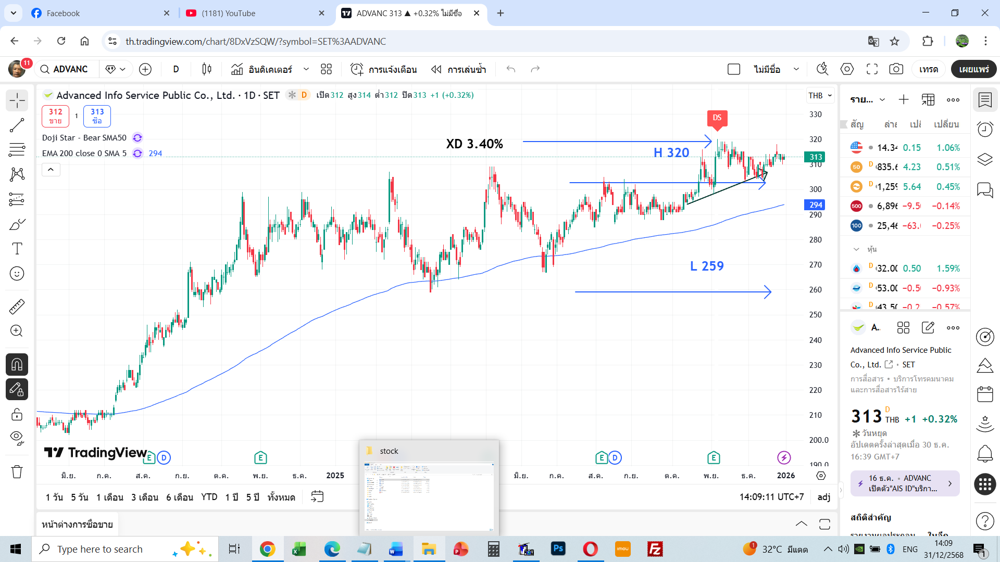 Facebook
(1181) YouTube
ADVANC 313 ▲ +0.32% ไม่มีชื่อ
th.tradingview.com/chart/8DxVzSQW/?symbol=SET%3AADVANC
11
ADVANC
D
อินดิเคเตอร์
การแจ้งเตือน
การเล่นซ้ำ
ไม่มีชื่อ
เทรด
เผยแพร่
Advanced Info Service Public Co., Ltd. · 1D · SET
D
เปิด312 สูง314 ต่ำ312 ปิด313 +1 (+0.32%)
312
ขาย
1
313
ซื้อ
Doji Star - Bear SMA50
EMA 200 close 0 SMA 5
294
XD 3.40%
H 320
L 259
DS
THB
330
320
313
310
300
294
290
280
270
260
250
240
230
220
210
200.0
190.0
TradingView
E
D
E
E
D
E
มิ.ย.
ก.ค.
ส.ค.
ก.ย.
ต.ค.
พ.ย.
ธ.ค.
2025
มิ.ย.
ก.ค.
ส.ค.
ก.ย.
ต.ค.
พ.ย.
ธ.ค.
2026
1 วัน
5 วัน
1 เดือน
3 เดือน
6 เดือน
YTD
1 ปี
5 ปี
ทั้งหมด
14:09:11 UTC+7
adj
หน้าต่างการซื้อขาย
stock
ราย...
สัญ
เปลี่ยน
14.34
0.15
1.06%
50
D
835.6
4.23
0.51%
D
1,259
5.64
0.45%
500
6,896
−9.50
−0.14%
100
25,46
−63.0
−0.25%
หุ้น
D
32.00
0.50
1.59%
D
53.00
−0.50
−0.93%
D
43.50
−0.2
−0.57%
A.
Advanced Info Service Public
Co., Ltd.
SET
การสื่อสาร • บริการโทรคมนาคม
และการสื่อสารไร้สาย
313
D
THB
+1
+0.32%
วันหยุด
อัปเดตครั้งล่าสุดเมื่อ 30 ธ.ค.
16:39 GMT+7
16 ธ.ค. • ADVANC
เปิดตัว"AIS ID"บริกา...
สถิติสำคัญ
Type here to search
Ps
imou
1
32°C มีแดด
ENG
14:09
31/12/2568
1